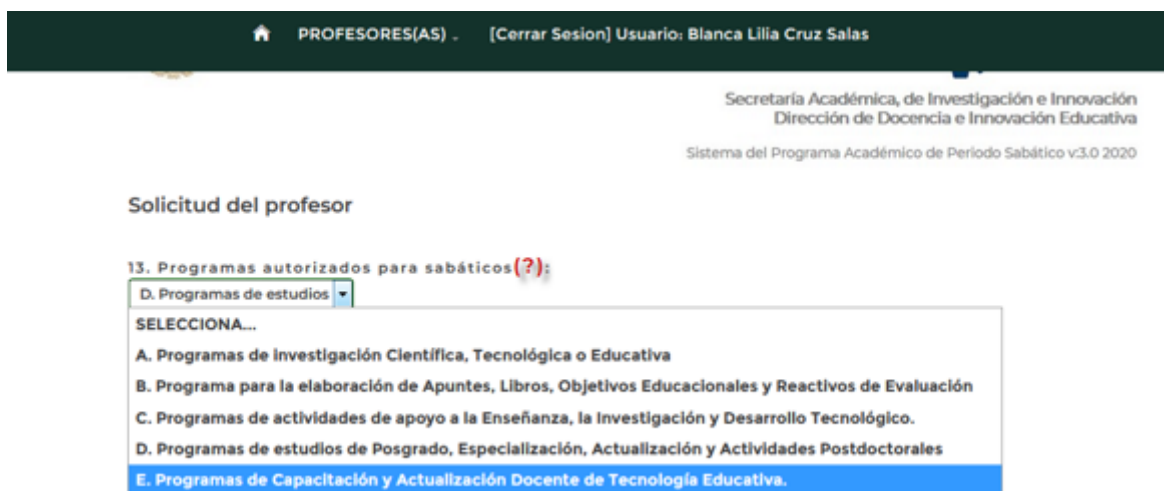 PROFESORES(AS) [Cerrar Sesion] Usuario: Blanca Lilia Cruz Salas
Secretaría Académica, de Investigación e Innovación
Dirección de Docencia e Innovación Educativa
Sistema del Programa Académico de Periodo Sabático v:3.0 2020
Solicitud del profesor
13. Programas autorizados para sabáticos(?):
D. Programas de estudios
SELECCIONA...
A. Programas de investigación Científica, Tecnológica o Educativa
B. Programa para la elaboración de Apuntes, Libros, Objetivos Educacionales y Reactivos de Evaluación
C. Programas de actividades de apoyo a la Enseñanza, la Investigación y Desarrollo Tecnológico.
D. Programas de estudios de Posgrado, Especialización, Actualización y Actividades Postdoctorales
E. Programas de Capacitación y Actualización Docente de Tecnología Educativa.